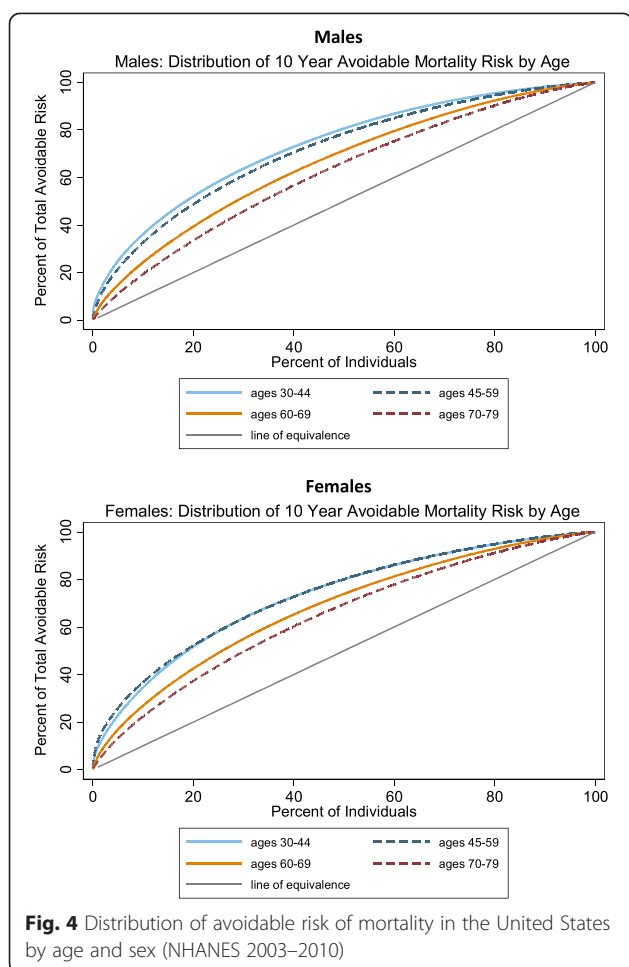 Males
Males: Distribution of 10 Year Avoidable Mortality Risk by Age
Percent of Total Avoidable Risk
100
80
60
40
20
0
0 20 40 60 80 100
Percent of Individuals
ages 30-44 ages 45-59
ages 60-69 ages 70-79
line of equivalence
Females
Females: Distribution of 10 Year Avoidable Mortality Risk by Age
Percent of Total Avoidable Risk
100
80
60
40
20
0
0 20 40 60 80 100
Percent of Individuals
ages 30-44 ages 45-59
ages 60-69 ages 70-79
line of equivalence
Fig. 4 Distribution of avoidable risk of mortality in the United States
by age and sex (NHANES 2003–2010)